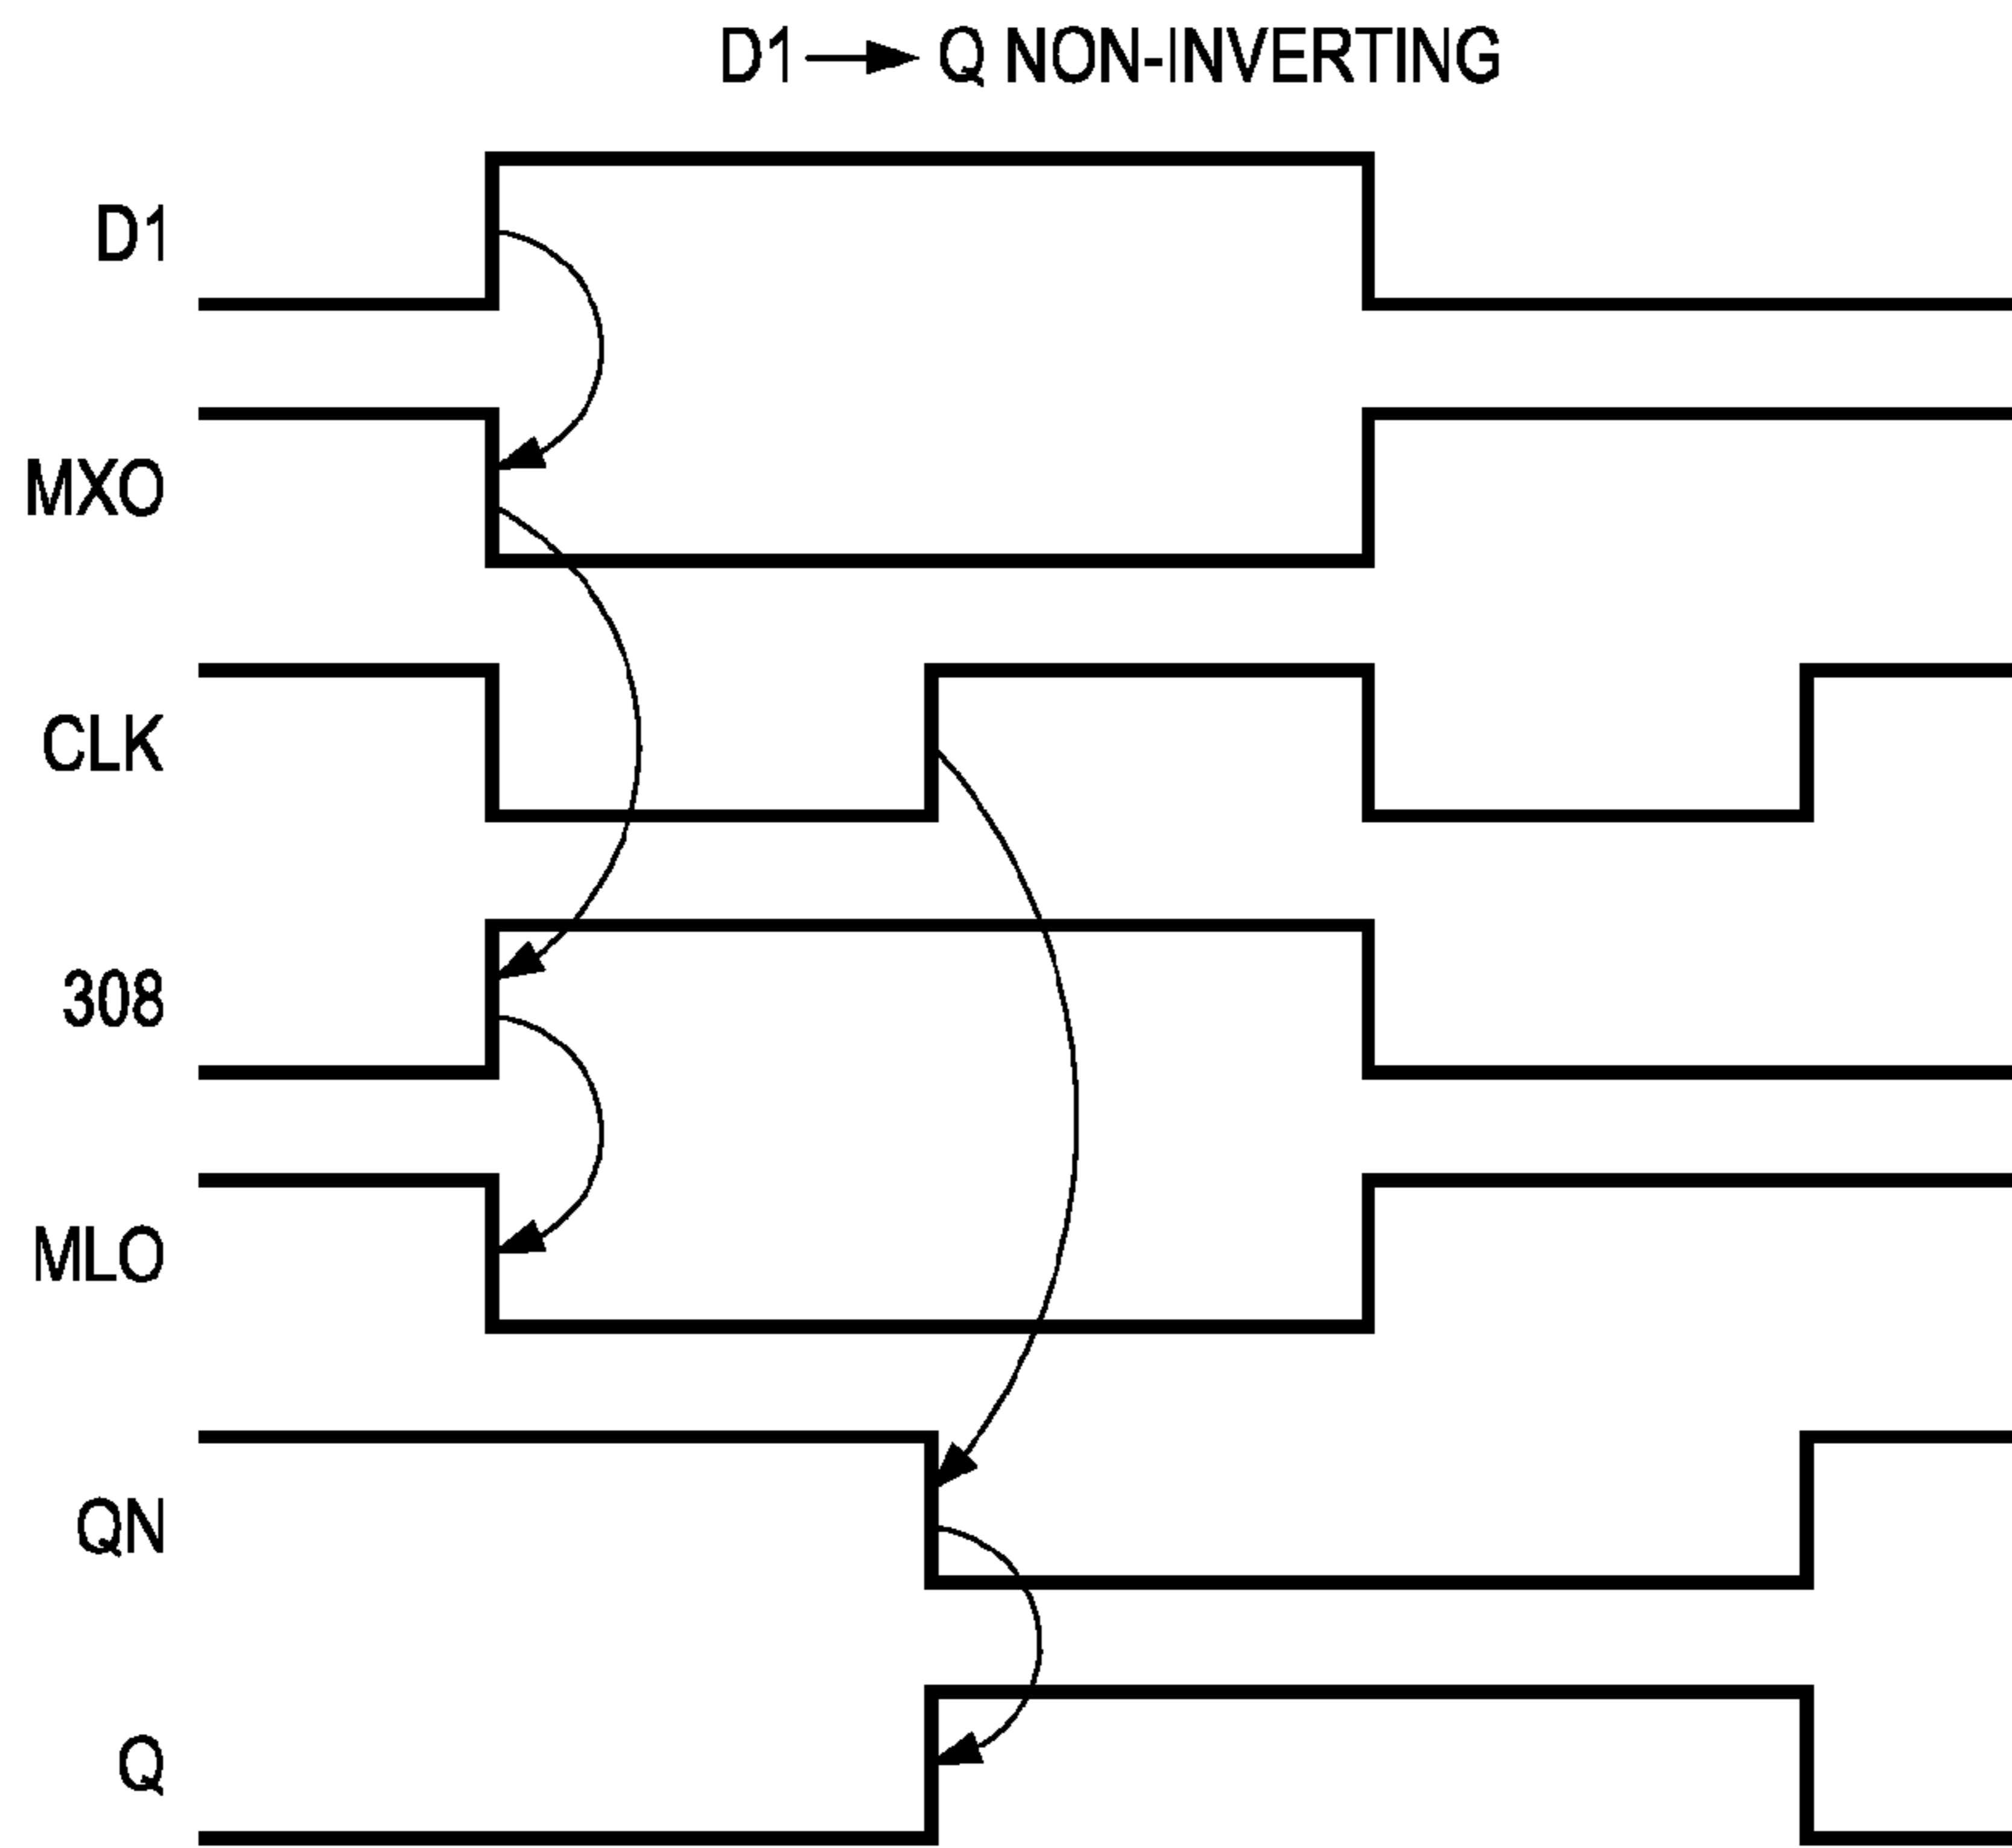 D1 → Q NON-INVERTING
D1
MXO
CLK
308
MLO
QN
Q